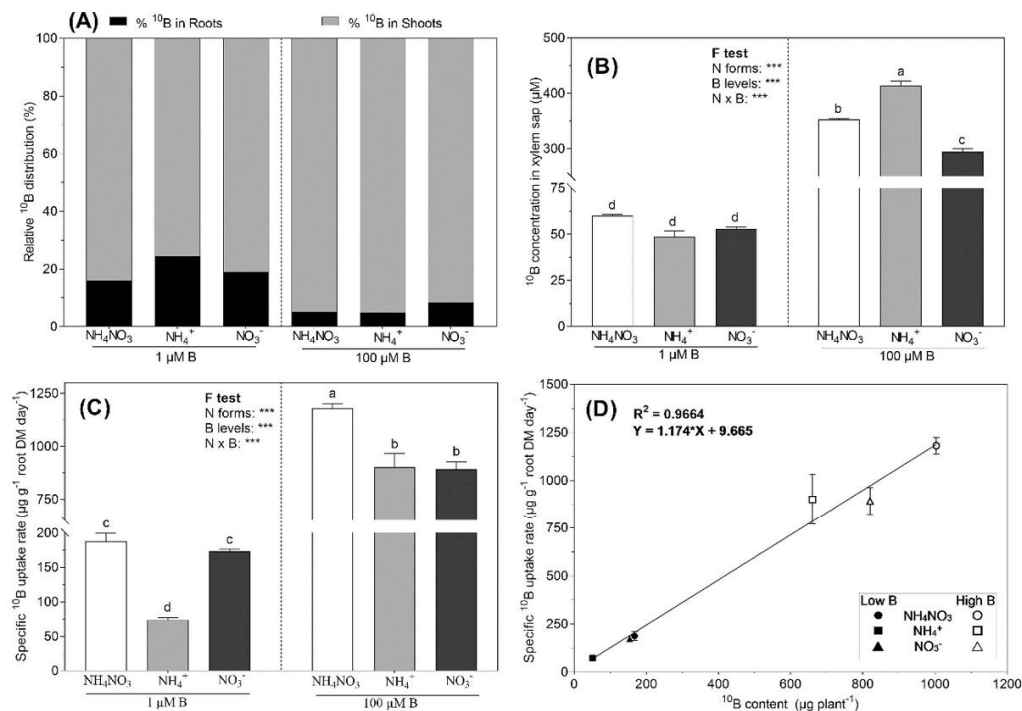 (A)
% ¹⁰B in Roots
% ¹⁰B in Shoots
Relative ¹⁰B distribution (%)
100
80
60
40
20
0
NH₄NO₃ NH₄⁺ NO₃⁻ NH₄NO₃ NH₄⁺ NO₃⁻
1 µM B 100 µM B
(B)
F test
N forms: ***
B levels: ***
N x B: ***
¹⁰B concentration in xylem sap (µM)
500
400
300
75
50
25
0
d d d b a c
NH₄NO₃ NH₄⁺ NO₃⁻ NH₄NO₃ NH₄⁺ NO₃⁻
1 µM B 100 µM B
(C)
F test
N forms: ***
B levels: ***
N x B: ***
Specific ¹⁰B uptake rate (µg g⁻¹ root DM day⁻¹)
1250
1000
750
200
150
100
50
0
c d c a b b
NH₄NO₃ NH₄⁺ NO₃⁻ NH₄NO₃ NH₄⁺ NO₃⁻
1 µM B 100 µM B
(D)
R² = 0.9664
Y = 1.174*X + 9.665
Specific ¹⁰B uptake rate (µg g⁻¹ root DM day⁻¹)
1500
1250
1000
750
500
250
0
Low B High B
NH₄NO₃
NH₄⁺
NO₃⁻
0 200 400 600 800 1000 1200
¹⁰B content (µg plant⁻¹)